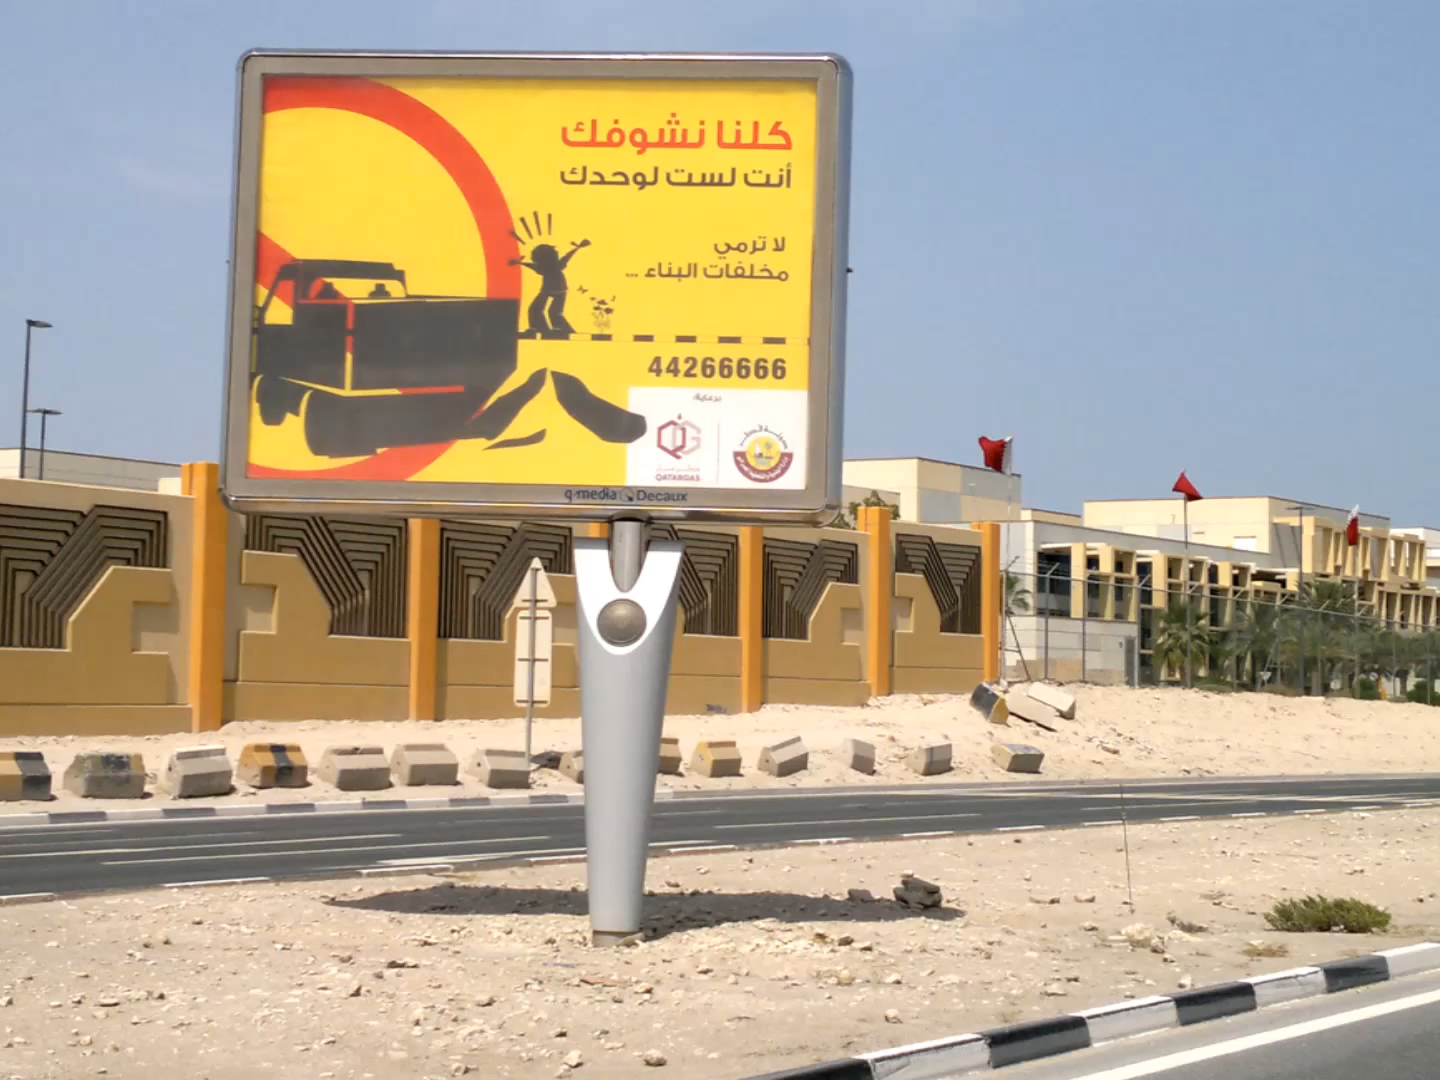 كلنا نشوفك
أنت لست لوحدك
لا ترمي
مخلفات البناء ...
44266666
برعاية:
QATARGAS
q·media Decaux